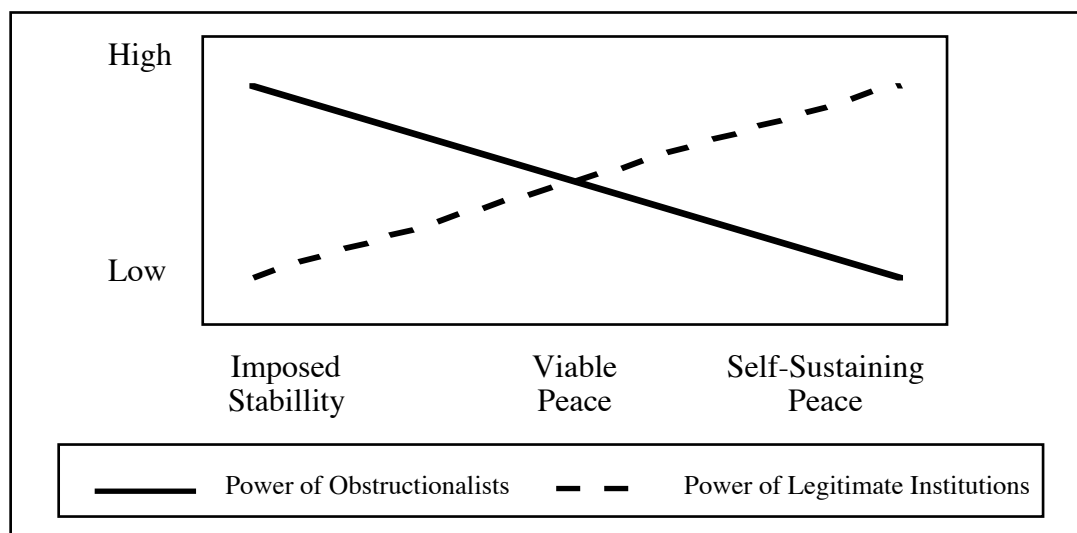 High
Low
Imposed Viable Self-Sustaining
Stabillity Peace Peace
Power of Obstructionalists Power of Legitimate Institutions